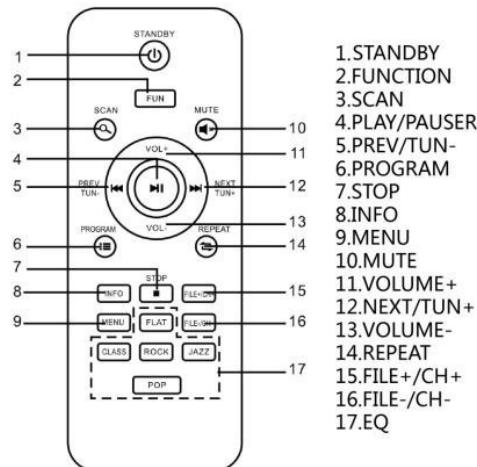 STANDBY
1
2
FUN
SCAN
MUTE
3
10
4
VOL+
11
5
PREV
TUN-
NEXT
TUN+
12
VOL-
13
PROGRAM
REPEAT
6
14
7
STOP
8
INFO
15
9
MENU
FLAT
FILE-/CH-
16
CLASS
ROCK
JAZZ
17
POP
1.STANDBY
2.FUNCTION
3.SCAN
4.PLAY/PAUSER
5.PREV/TUN-
6.PROGRAM
7.STOP
8.INFO
9.MENU
10.MUTE
11.VOLUME+
12.NEXT/TUN+
13.VOLUME-
14.REPEAT
15.FILE+/CH+
16.FILE-/CH-
17.EQ